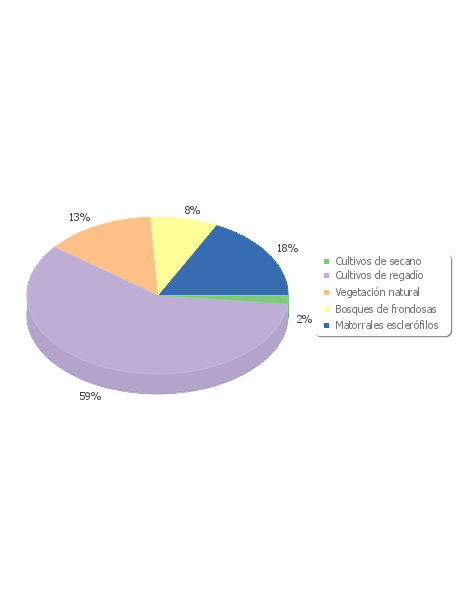 8%
13%
18%
Cultivos de secano
Cultivos de regadío
Vegetación natural
Bosques de frondosas
Matorrales esclerófilos
2%
59%